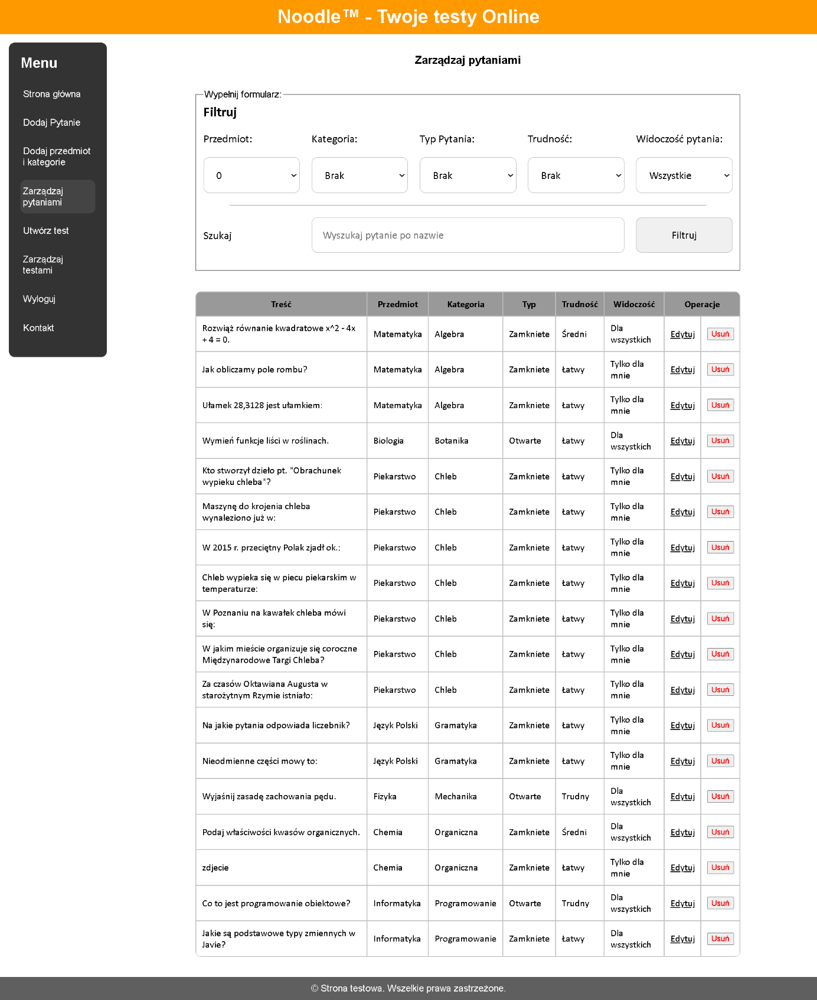 Noodle™ - Twoje testy Online
Menu
Strona główna
Dodaj Pytanie
Dodaj przedmiot
i kategorie
Zarządzaj
pytaniami
Utwórz test
Zarządzaj
testami
Wyloguj
Kontakt
Zarządzaj pytaniami
Wypełnij formularz:
Filtruj
Przedmiot: Kategoria: Typ Pytania: Trudność: Widoczość pytania:
0 Brak Brak Brak Wszystkie
Szukaj Wyszukaj pytanie po nazwie Filtruj
Treść Przedmiot Kategoria Typ Trudność Widoczość Operacje
Rozwiąż równanie kwadratowe x^2 - 4x
+ 4 = 0. Matematyka Algebra Zamkniete Średni Dla
wszystkich Edytuj Usuń
Jak obliczamy pole rombu? Matematyka Algebra Zamkniete Łatwy Tylko dla
mnie Edytuj Usuń
Ułamek 28,3128 jest ułamkiem: Matematyka Algebra Zamkniete Łatwy Tylko dla
mnie Edytuj Usuń
Wymień funkcje liści w roślinach. Biologia Botanika Otwarte Łatwy Dla
wszystkich Edytuj Usuń
Kto stworzył dzieło pt. "Obrachunek
wypieku chleba"? Piekarstwo Chleb Zamkniete Łatwy Tylko dla
mnie Edytuj Usuń
Maszynę do krojenia chleba
wynaleziono już w: Piekarstwo Chleb Zamkniete Łatwy Tylko dla
mnie Edytuj Usuń
W 2015 r. przeciętny Polak zjadł ok.: Piekarstwo Chleb Zamkniete Łatwy Tylko dla
mnie Edytuj Usuń
Chleb wypieka się w piecu piekarskim w
temperaturze: Piekarstwo Chleb Zamkniete Łatwy Tylko dla
mnie Edytuj Usuń
W Poznaniu na kawałek chleba mówi
się: Piekarstwo Chleb Zamkniete Łatwy Tylko dla
mnie Edytuj Usuń
W jakim mieście organizuje się coroczne
Międzynarodowe Targi Chleba? Piekarstwo Chleb Zamkniete Łatwy Tylko dla
mnie Edytuj Usuń
Za czasów Oktawiana Augusta w
starożytnym Rzymie istniało: Piekarstwo Chleb Zamkniete Łatwy Tylko dla
mnie Edytuj Usuń
Na jakie pytania odpowiada liczebnik? Język Polski Gramatyka Zamkniete Łatwy Tylko dla
mnie Edytuj Usuń
Nieodmienne części mowy to: Język Polski Gramatyka Zamkniete Łatwy Tylko dla
mnie Edytuj Usuń
Wyjaśnij zasadę zachowania pędu. Fizyka Mechanika Otwarte Trudny Dla
wszystkich Edytuj Usuń
Podaj właściwości kwasów organicznych. Chemia Organiczna Zamkniete Średni Dla
wszystkich Edytuj Usuń
zdjecie Chemia Organiczna Zamkniete Łatwy Tylko dla
mnie Edytuj Usuń
Co to jest programowanie obiektowe? Informatyka Programowanie Otwarte Trudny Dla
wszystkich Edytuj Usuń
Jakie są podstawowe typy zmiennych w
Javie? Informatyka Programowanie Zamkniete Łatwy Dla
wszystkich Edytuj Usuń
© Strona testowa. Wszelkie prawa zastrzeżone.